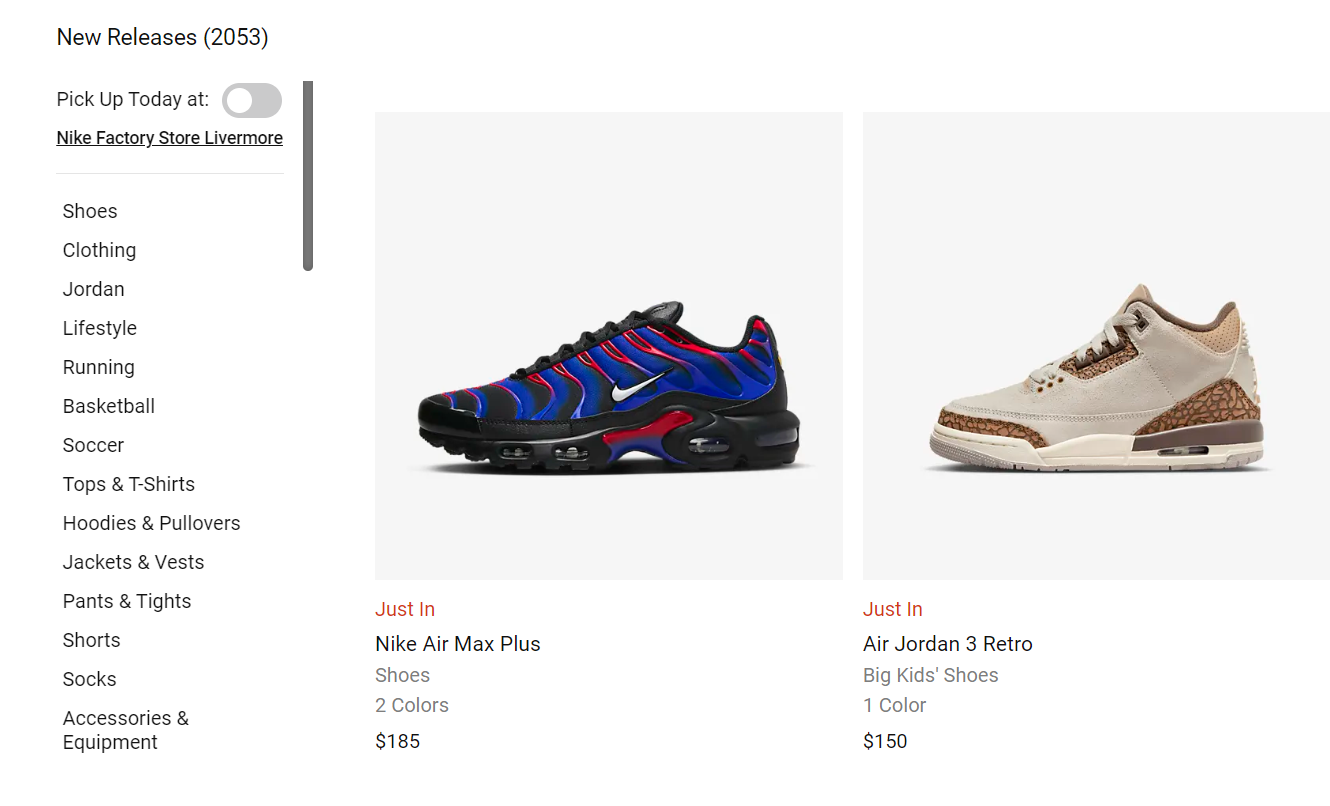 New Releases (2053)
Pick Up Today at:
Nike Factory Store Livermore
Shoes
Clothing
Jordan
Lifestyle
Running
Basketball
Soccer
Tops & T-Shirts
Hoodies & Pullovers
Jackets & Vests
Pants & Tights
Shorts
Socks
Accessories &
Equipment
Just In
Nike Air Max Plus
Shoes
2 Colors
$185
Just In
Air Jordan 3 Retro
Big Kids' Shoes
1 Color
$150